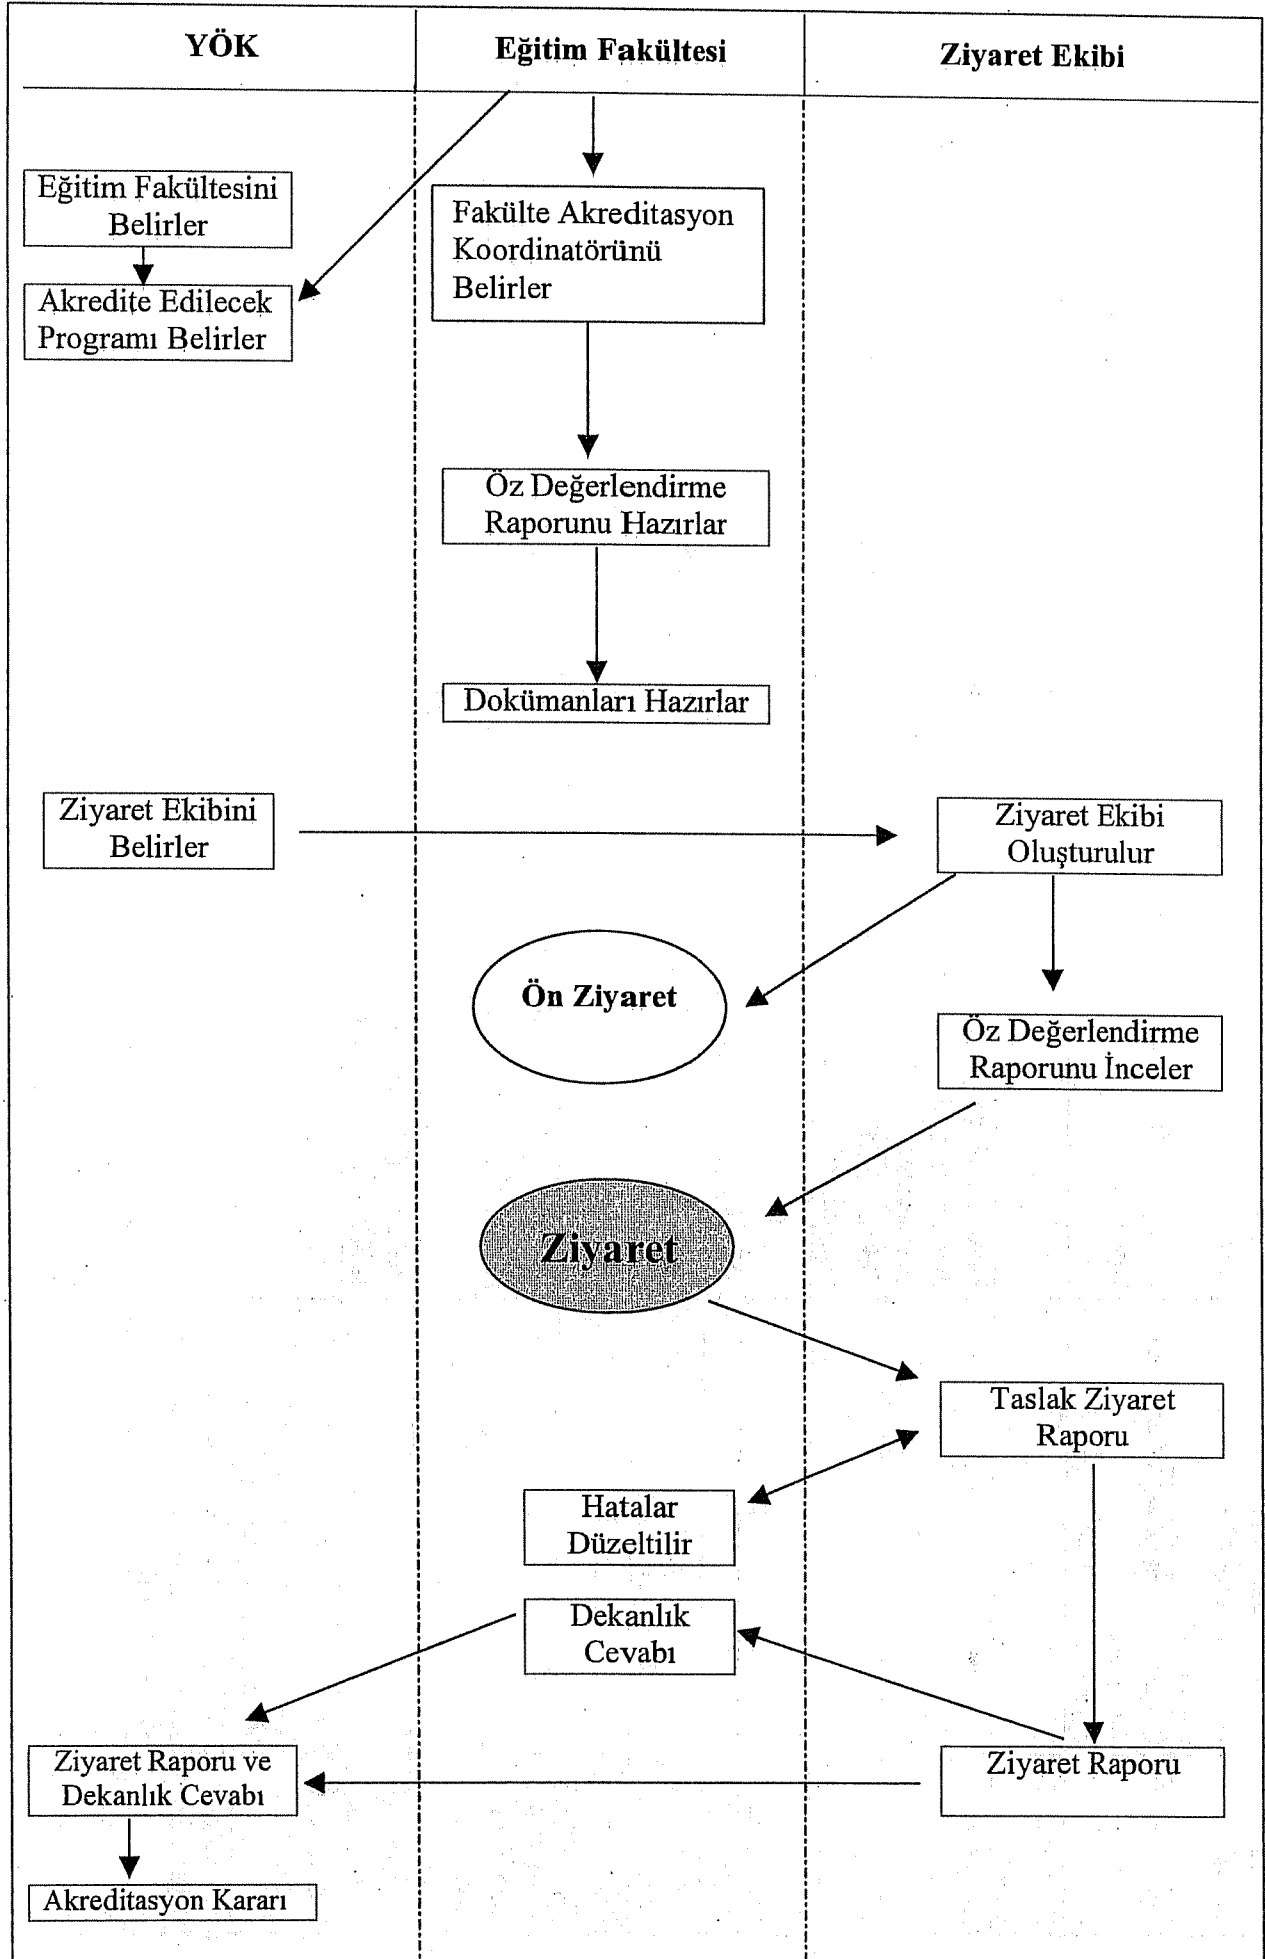 YÖK
Eğitim Fakültesi
Ziyaret Ekibi
Eğitim Fakültesini
Belirler
Akredite Edilecek
Programı Belirler
Fakülte Akreditasyon
Koordinatörünü
Belirler
Öz Değerlendirme
Raporunu Hazırlar
Dokümanları Hazırlar
Ziyaret Ekibini
Belirler
Ziyaret Ekibi
Oluşturulur
Ön Ziyaret
Öz Değerlendirme
Raporunu İnceler
Ziyaret
Taslak Ziyaret
Raporu
Hatalar
Düzeltilir
Dekanlık
Cevabı
Ziyaret Raporu ve
Dekanlık Cevabı
Ziyaret Raporu
Akreditasyon Kararı